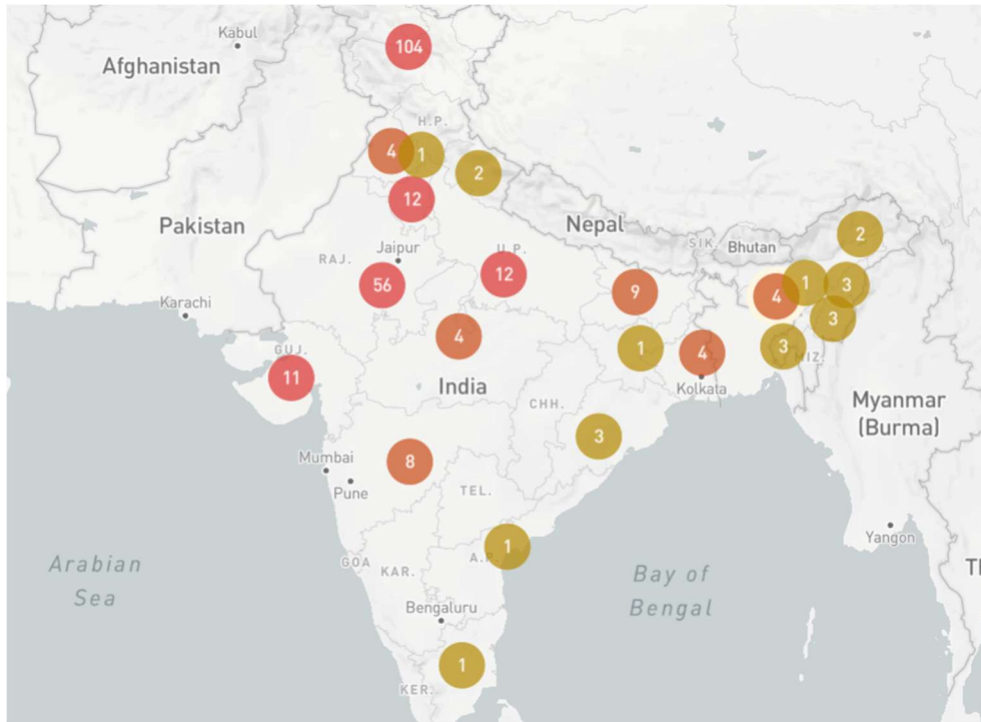 Kabul
104
Afghanistan
H.P.
4
1
2
12
Pakistan
Nepal
SIK.
Bhutan
2
Jaipur
U.P.
RAJ.
12
56
9
4
1
3
Karachi
3
4
1
4
3
MIZ.
GUJ.
11
India
Kolkata
CHH.
Myanmar
(Burma)
3
Mumbai
8
Pune
TEL.
Yangon
1
A.P.
GOA
KAR.
Arabian
Sea
Bay of
Bengal
Th
Bengaluru
1
KER.